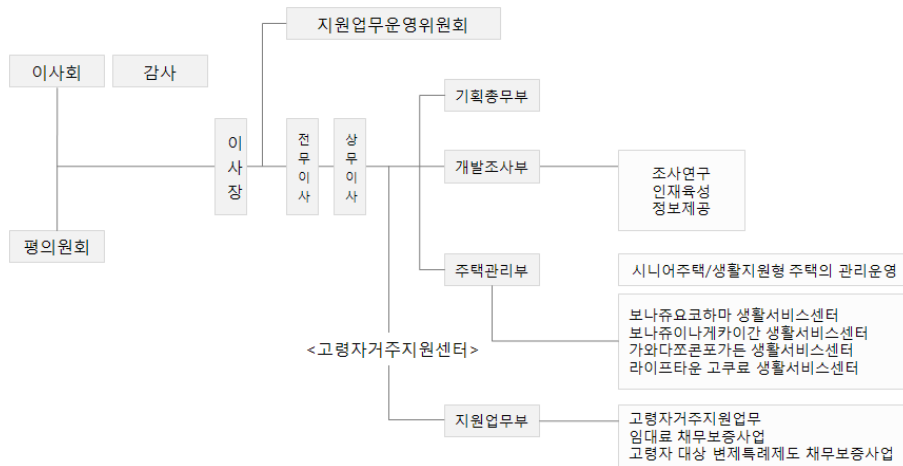 지원업무운영위원회
이사회
감사
기획총무부
이사장
전무이사
상무이사
개발조사부
조사연구
인재육성
정보제공
평의원회
주택관리부
시니어주택/생활지원형 주택의 관리운영
보나쥬요코하마 생활서비스센터
보나쥬이나게카이간 생활서비스센터
가와다쪼콘포가든 생활서비스센터
라이프타운 고쿠료 생활서비스센터
<고령자거주지원센터>
지원업무부
고령자거주지원업무
임대료 채무보증사업
고령자 대상 변제특례제도 채무보증사업